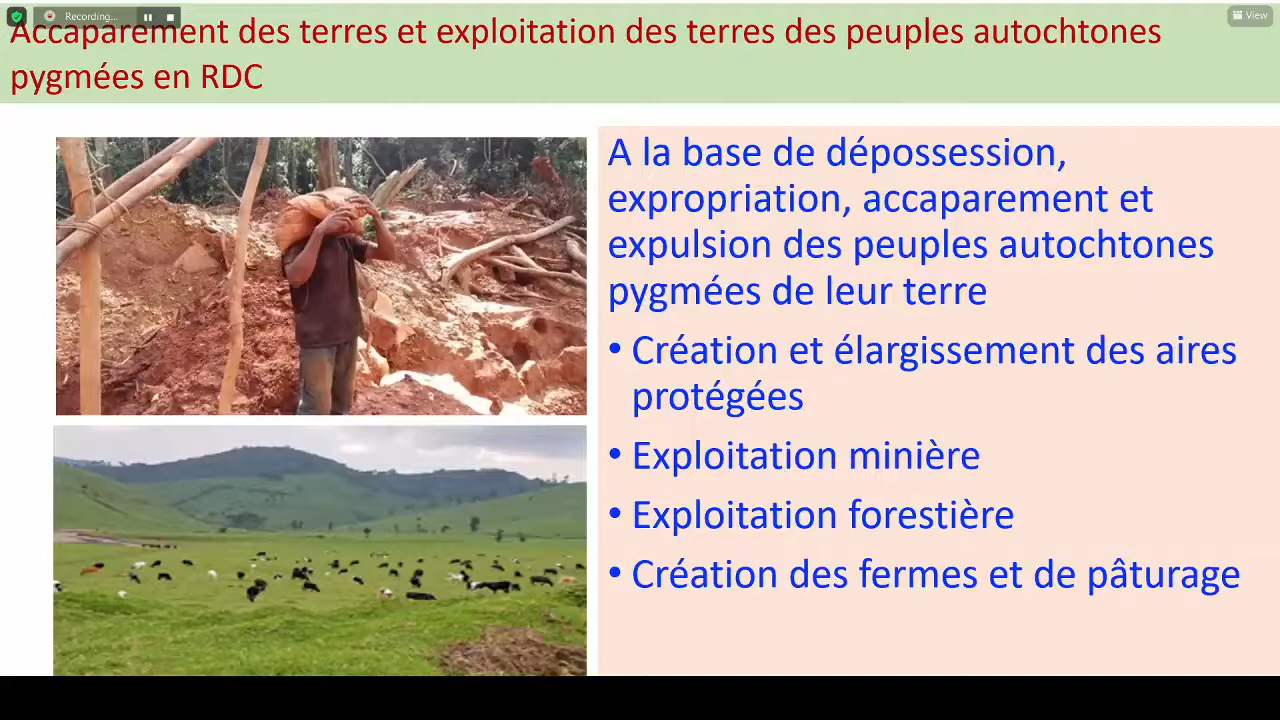 Recording...
View
Accaparement des terres et exploitation des terres des peuples autochtones
pygmées en RDC
A la base de dépossession,
expropriation, accaparement et
expulsion des peuples autochtones
pygmées de leur terre
• Création et élargissement des aires
protégées
• Exploitation minière
• Exploitation forestière
• Création des fermes et de pâturage